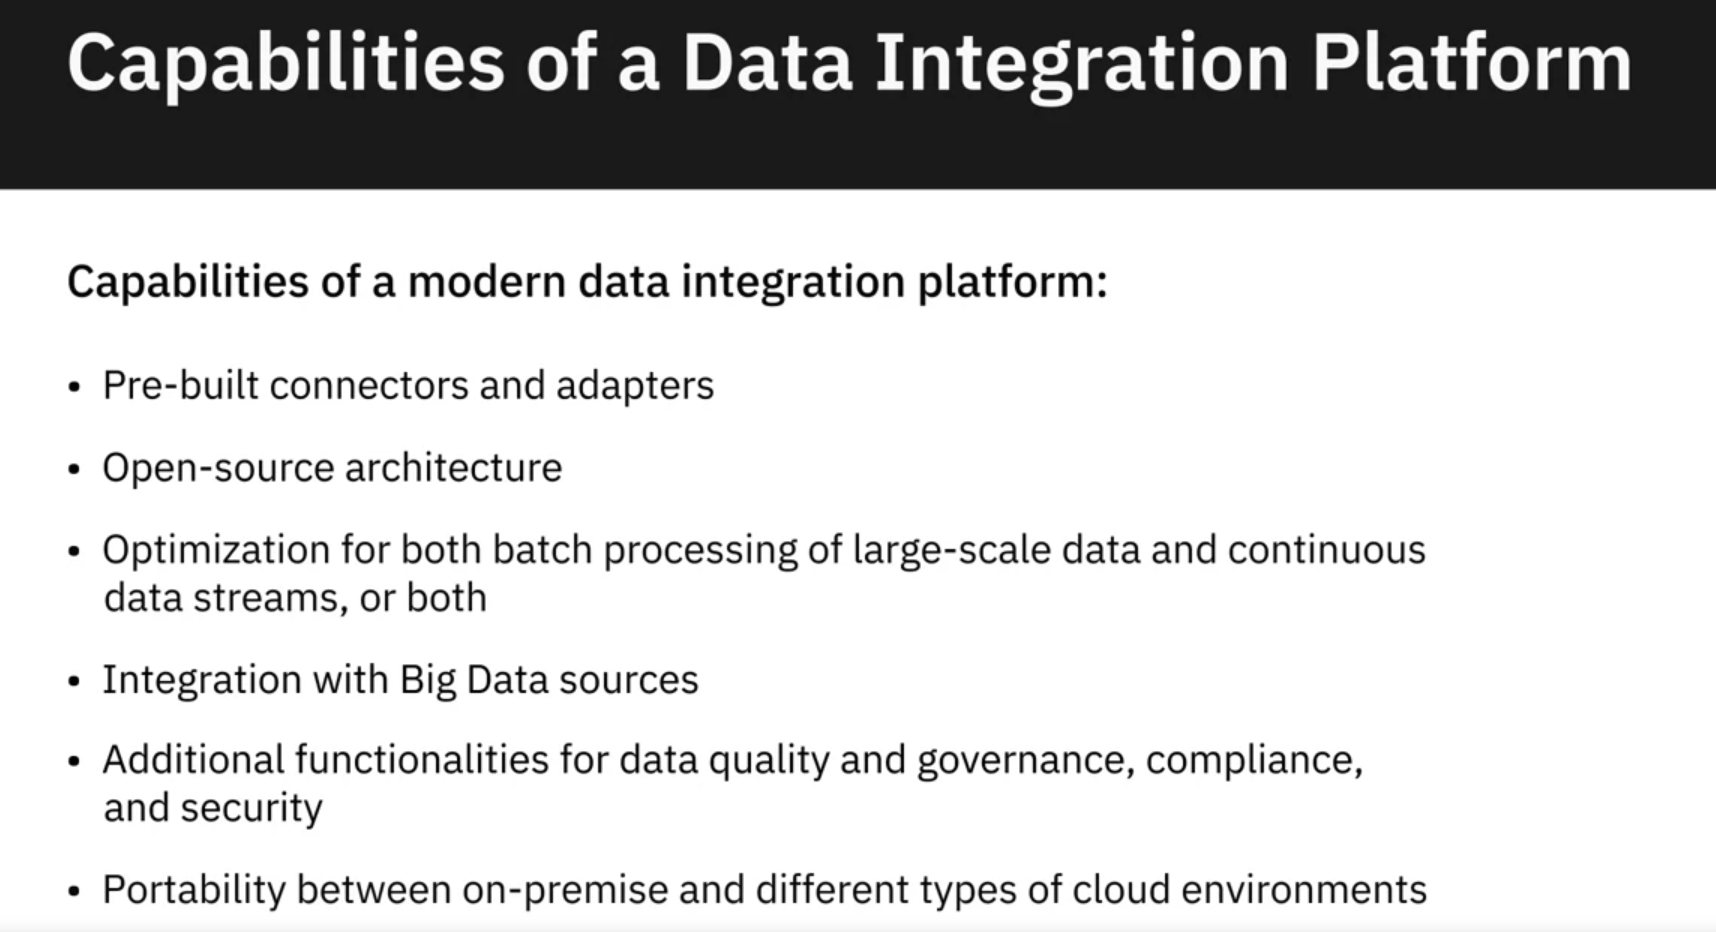 Capabilities of a Data Integration Platform
Capabilities of a modern data integration platform:
• Pre-built connectors and adapters
• Open-source architecture
• Optimization for both batch processing of large-scale data and continuous
data streams, or both
• Integration with Big Data sources
• Additional functionalities for data quality and governance, compliance,
and security
• Portability between on-premise and different types of cloud environments